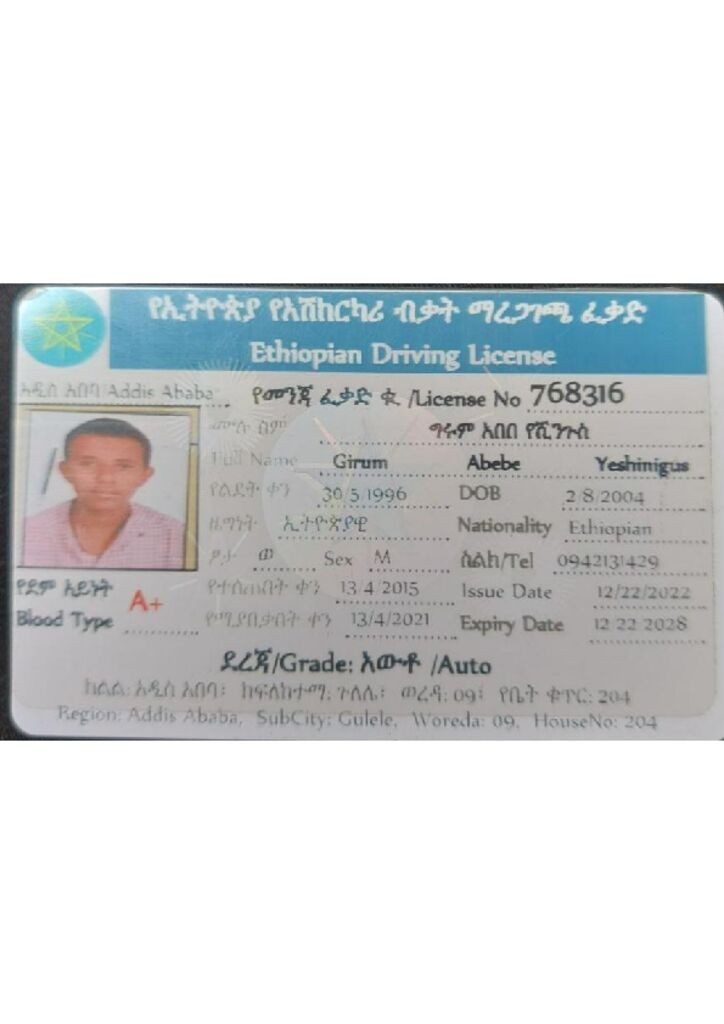 የኢትዮጵያ የአሽከርካሪ ብቃት ማረጋገጫ ፈቃድ
Ethiopian Driving License
አዲስ አበባ Addis Ababa
የመንጃ ፈቃድ ቁ. /License No 768316
ሙሉ ስም ግሩም አበበ የሺንጉስ
Full Name Girum Abebe Yeshinigus
የልደት ቀን 30/5/1996 DOB 2/8/2004
ዜግነት ኢትዮጵያዊ Nationality Ethiopian
ፆታ ወ Sex M ስልክ/Tel 0942131429
የደም አይነት A+
Blood Type
የተሰጠበት ቀን 13/4/2015 Issue Date 12/22/2022
የሚያበቃበት ቀን 13/4/2021 Expiry Date 12 22 2028
ደረጃ/Grade: አውቶ /Auto
ክልል: አዲስ አበባ፣ ክፍለከተማ: ጉለሌ፣ ወረዳ: 09፣ የቤት ቁጥር: 204
Region: Addis Ababa, SubCity: Gulele, Woreda: 09, HouseNo: 204